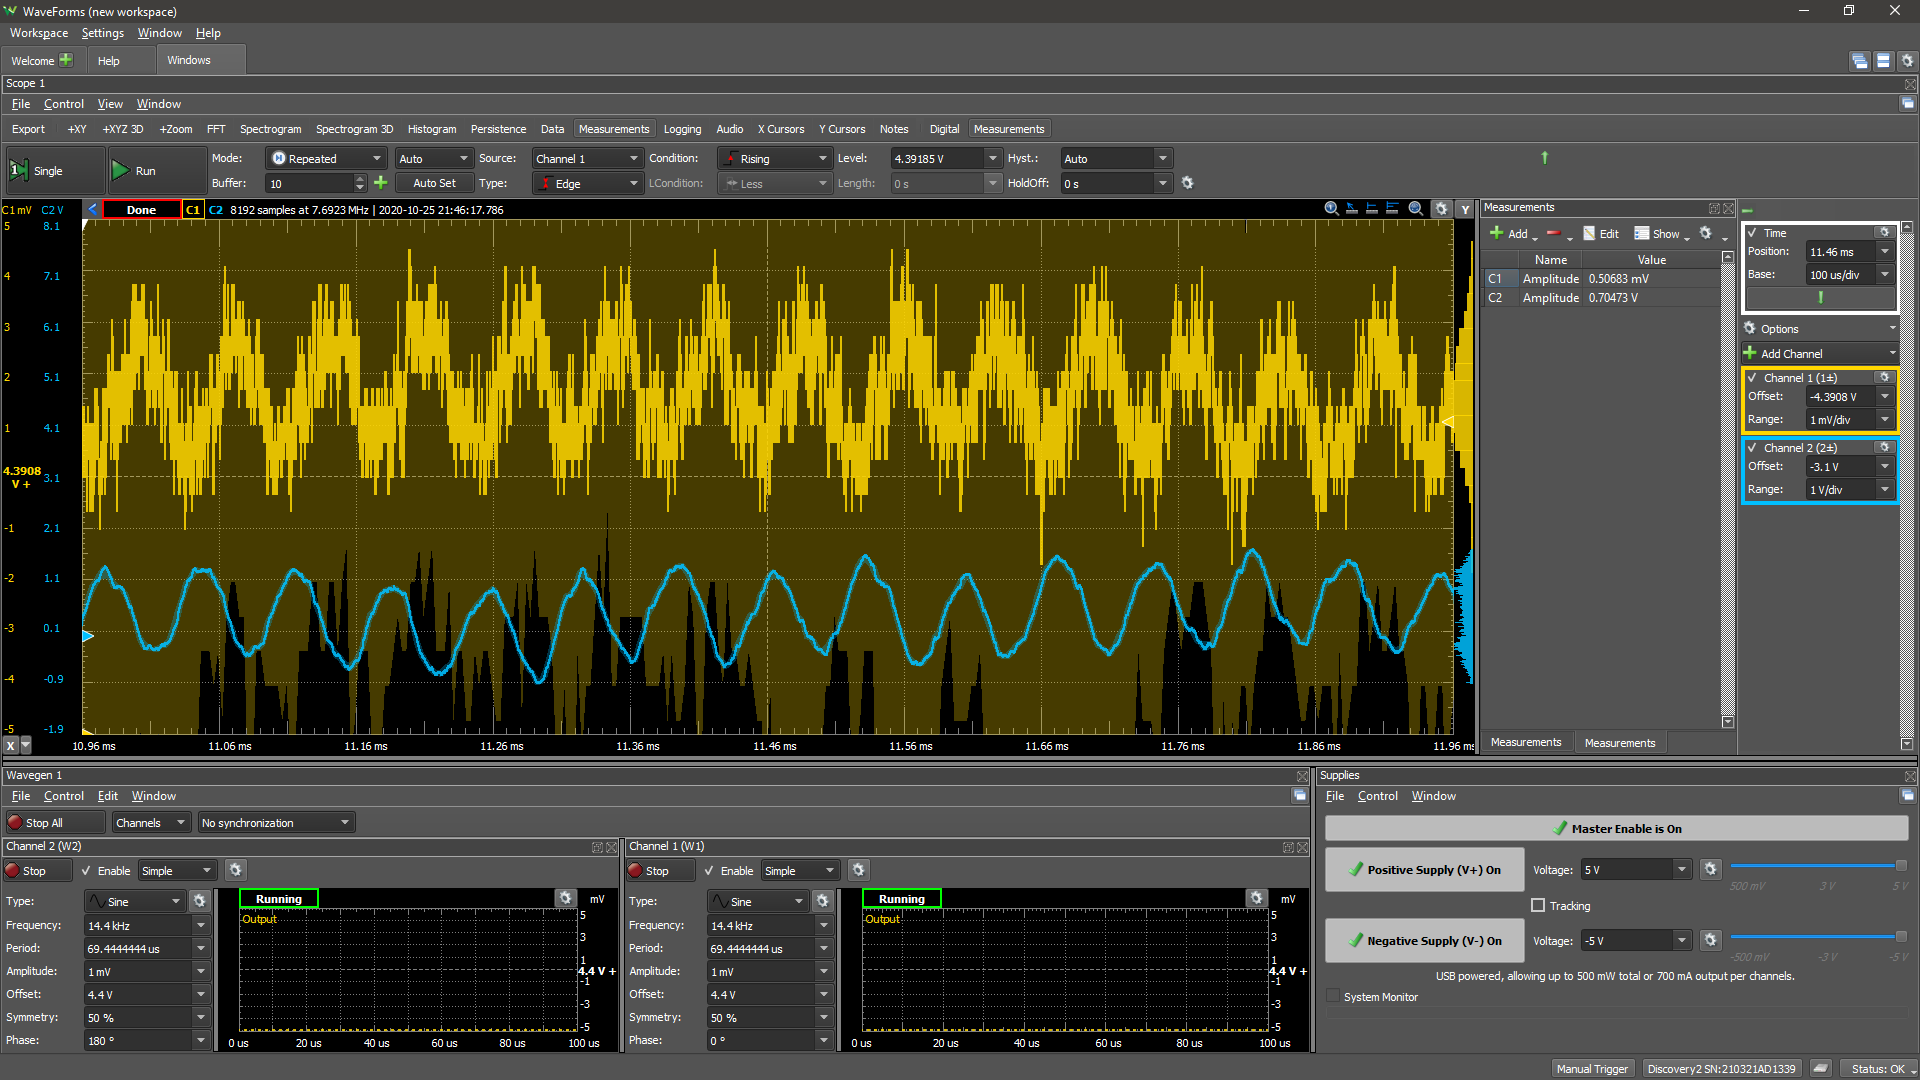 WaveForms (new workspace)
Workspace Settings Window Help
Welcome Help Windows
Scope 1
File Control View Window
Export +XY +XYZ 3D +Zoom FFT Spectrogram Spectrogram 3D Histogram Persistence Data Measurements Logging Audio X Cursors Y Cursors Notes Digital Measurements
Single Run Mode: Repeated Auto Source: Channel 1 Condition: Rising Level: 4.39185 V Hyst.: Auto
Buffer: 10 Auto Set Type: Edge LCondition: Less Length: 0 s HoldOff: 0 s
C1 mV C2 V Done C1 C2 8192 samples at 7.6923 MHz | 2020-10-25 21:46:17.786 Y
5 8.1
4 7.1
3 6.1
2 5.1
1 4.1
4.3908 V + 3.1
-1 2.1
-2 1.1
-3 0.1
-4 -0.9
-5 -1.9
X 10.96 ms 11.06 ms 11.16 ms 11.26 ms 11.36 ms 11.46 ms 11.56 ms 11.66 ms 11.76 ms 11.86 ms 11.96 ms
Measurements
Add Edit Show
Name Value
C1 Amplitude 0.50683 mV
C2 Amplitude 0.70473 V
Measurements Measurements
Time
Position: 11.46 ms
Base: 100 us/div
Options
Add Channel
Channel 1 (1±)
Offset: -4.3908 V
Range: 1 mV/div
Channel 2 (2±)
Offset: -3.1 V
Range: 1 V/div
Wavegen 1
File Control Edit Window
Stop All Channels No synchronization
Channel 2 (W2)
Stop Enable Simple
Type: Sine
Frequency: 14.4 kHz
Period: 69.4444444 us
Amplitude: 1 mV
Offset: 4.4 V
Symmetry: 50 %
Phase: 180 °
Running mV
Output 5
3
1
4.4 V +
-1
-3
-5
0 us 20 us 40 us 60 us 80 us 100 us
Channel 1 (W1)
Stop Enable Simple
Type: Sine
Frequency: 14.4 kHz
Period: 69.4444444 us
Amplitude: 1 mV
Offset: 4.4 V
Symmetry: 50 %
Phase: 0 °
Running mV
Output 5
3
1
4.4 V +
-1
-3
-5
0 us 20 us 40 us 60 us 80 us 100 us
Supplies
File Control Window
Master Enable is On
Positive Supply (V+) On Voltage: 5 V
500 mV 3 V 5 V
Tracking
Negative Supply (V-) On Voltage: -5 V
-500 mV -3 V -5 V
USB powered, allowing up to 500 mW total or 700 mA output per channels.
System Monitor
Manual Trigger Discovery2 SN:210321AD1339 Status: OK